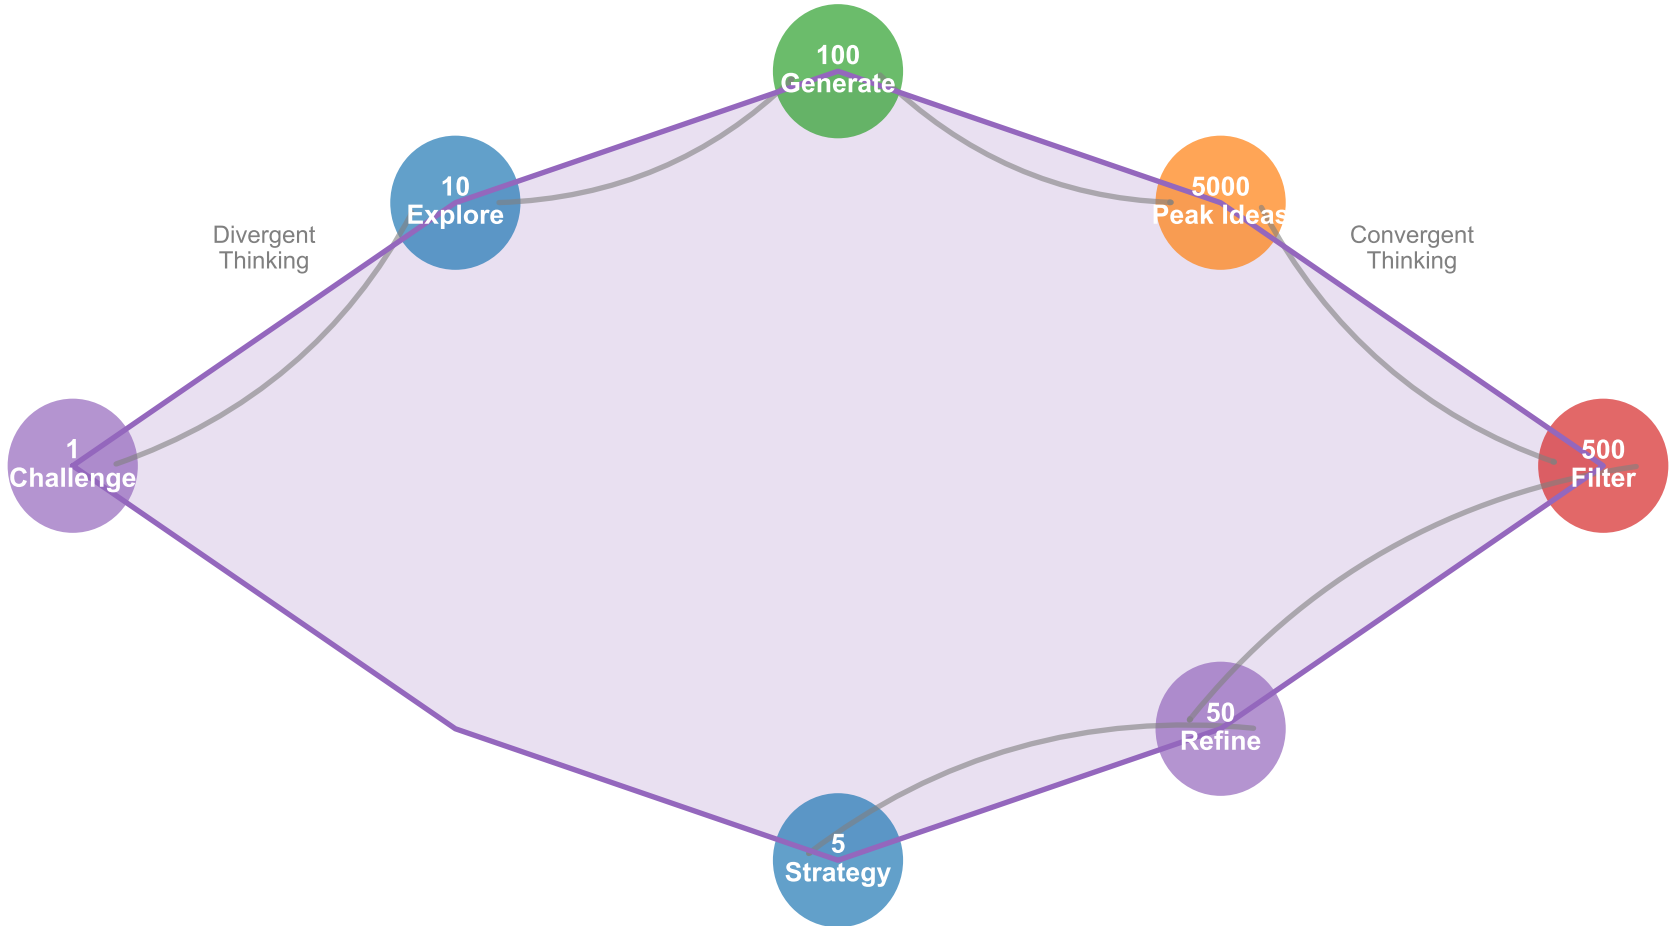 100
Generate
10
Explore
5000
Peak Ideas
Divergent
Thinking
Convergent
Thinking
1
Challenge
500
Filter
50
Refine
5
Strategy